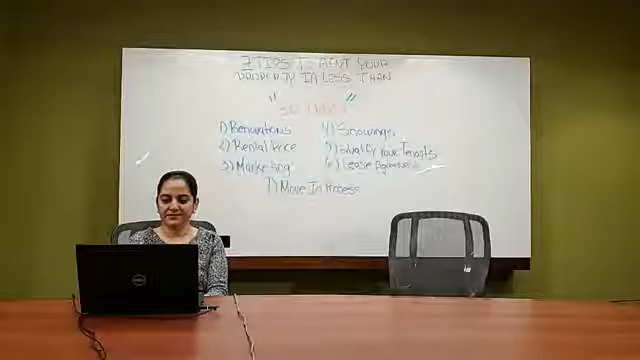 7 TIPS TO RENT YOUR
PROPERTY IN LESS THAN
" 30 DAYS "
1) Renovations
2) Rental Price
3) Marketing
4) Showings
5) Qualify Your Tenants
6) Lease Agreement
7) Move In Process
DELL